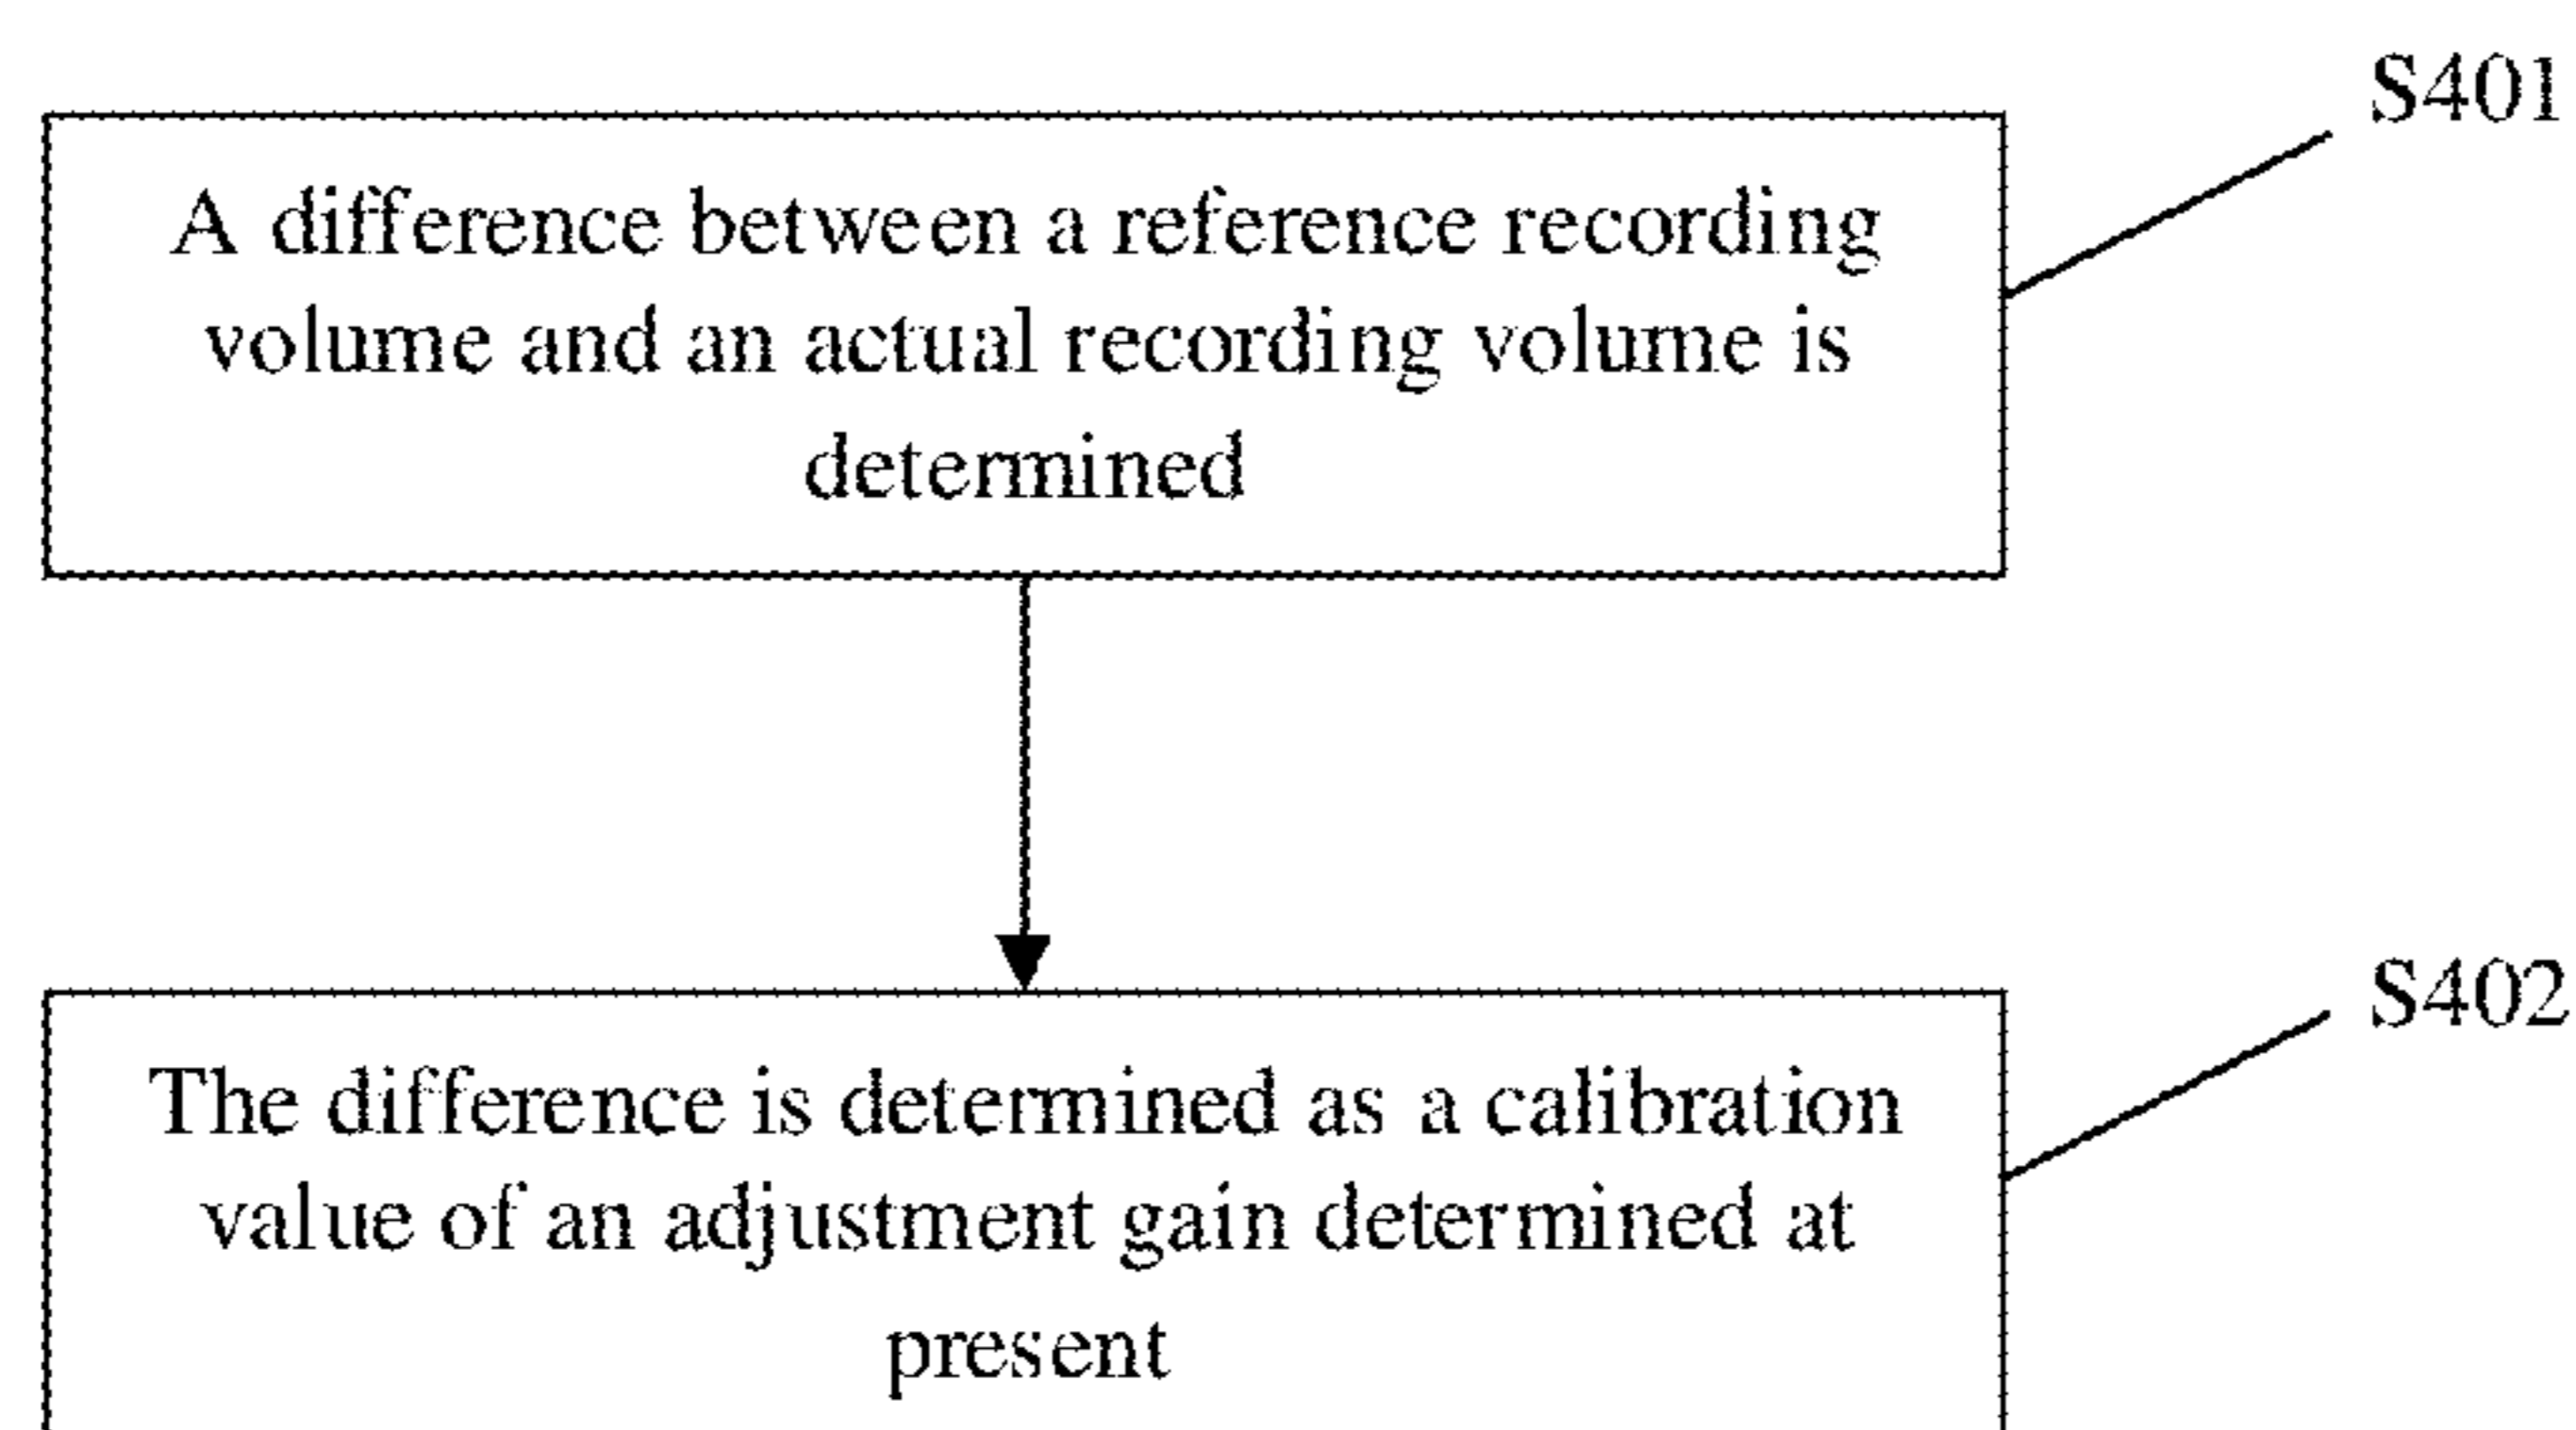 S401
A difference between a reference recording
volume and an actual recording volume is
determined
S402
The difference is determined as a calibration
value of an adjustment gain determined at
present